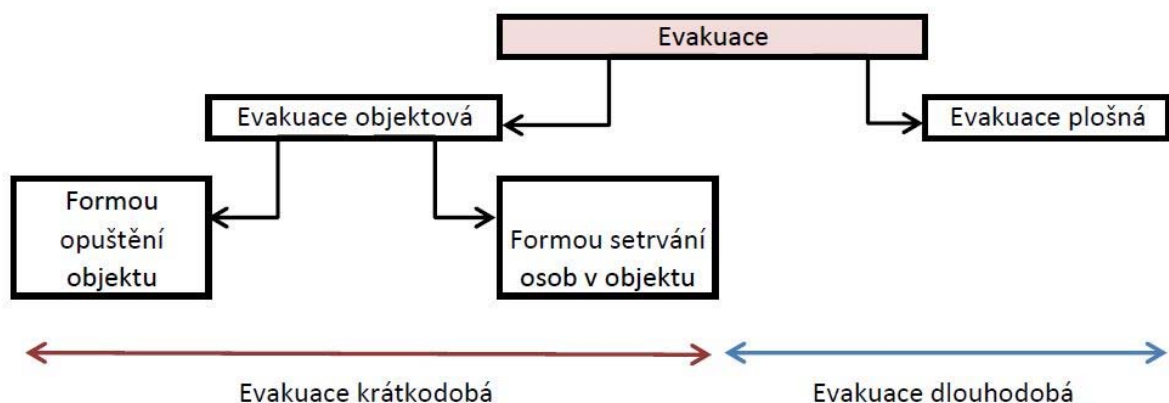 Evakuace
Evakuace objektová
Evakuace plošná
Formou
opuštění
objektu
Formou setrvání
osob v objektu
Evakuace krátkodobá
Evakuace dlouhodobá